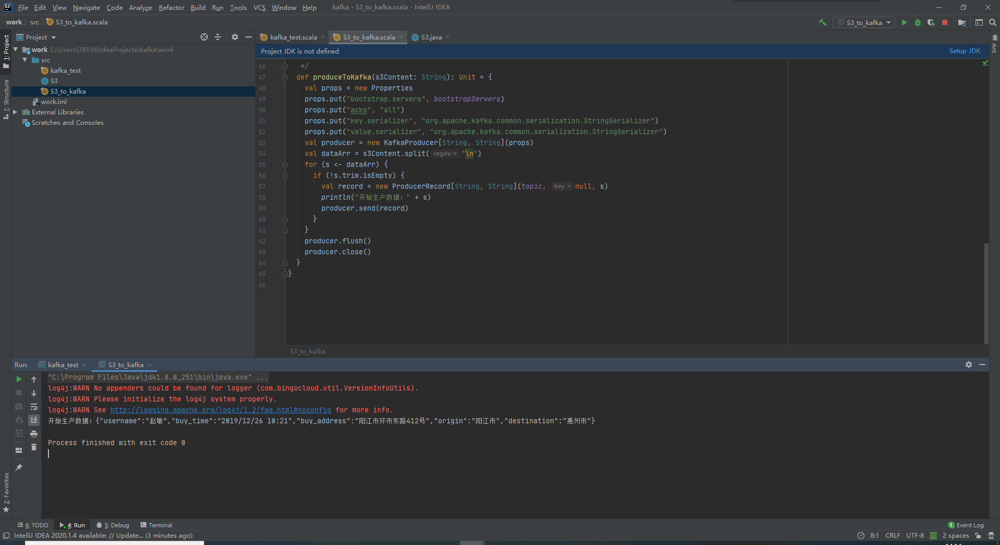 File Edit View Navigate Code Analyze Refactor Build Run Tools VCS Window Help kafka - S3_to_kafka.scala - IntelliJ IDEA
work src S3_to_kafka.scala
S3_to_kafka
Project
kafka_test.scala
S3_to_kafka.scala
S3.java
1: Project
7: Structure
2: Favorites
Ant
work C:\Users\78136\IdeaProjects\kafka\work
src
kafka_test
S3
S3_to_kafka
work.iml
External Libraries
Scratches and Consoles
Project JDK is not defined
Setup JDK
46 */
47 def produceToKafka(s3Content: String): Unit = {
48 val props = new Properties
49 props.put("bootstrap.servers", bootstrapServers)
50 props.put("acks", "all")
51 props.put("key.serializer", "org.apache.kafka.common.serialization.StringSerializer")
52 props.put("value.serializer", "org.apache.kafka.common.serialization.StringSerializer")
53 val producer = new KafkaProducer[String, String](props)
54 val dataArr = s3Content.split( regex = "\n")
55 for (s <- dataArr) {
56 if (!s.trim.isEmpty) {
57 val record = new ProducerRecord[String, String](topic, key = null, s)
58 println("开始生产数据：" + s)
59 producer.send(record)
60 }
61 }
62 producer.flush()
63 producer.close()
64 }
65 }
66
S3_to_kafka
Run: kafka_test S3_to_kafka
"C:\Program Files\Java\jdk1.8.0_251\bin\java.exe" ...
log4j:WARN No appenders could be found for logger (com.bingocloud.util.VersionInfoUtils).
log4j:WARN Please initialize the log4j system properly.
log4j:WARN See http://logging.apache.org/log4j/1.2/faq.html#noconfig for more info.
开始生产数据：{"username":"赵敏","buy_time":"2019/12/26 10:21","buy_address":"阳江市环市东路412号","origin":"阳江市","destination":"惠州市"}
Process finished with exit code 0
6: TODO 4: Run 5: Debug Terminal 1 Event Log
IntelliJ IDEA 2020.1.4 available: // Update... (3 minutes ago) 8:1 CRLF UTF-8 2 spaces